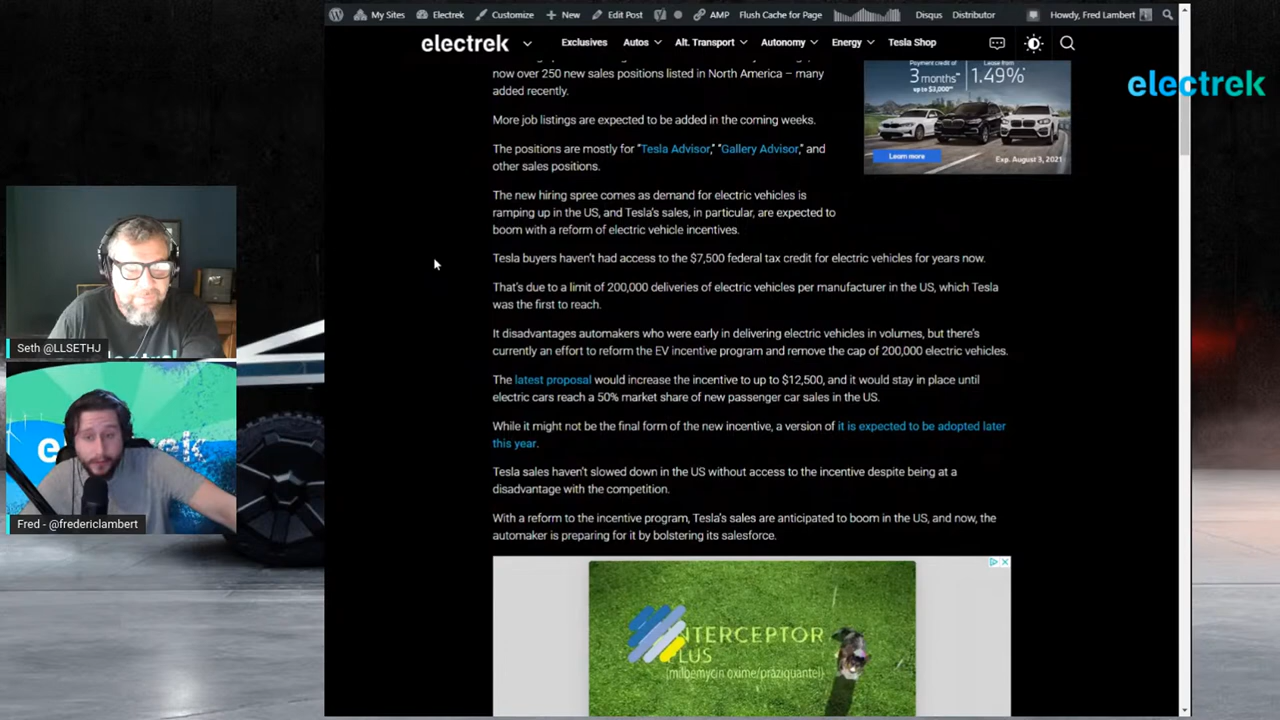 My Sites Electrek Customize New Edit Post AMP Flush Cache for Page Disqus Distributor Howdy, Fred Lambert
electrek Exclusives Autos Alt. Transport Autonomy Energy Tesla Shop
electrek
now over 250 new sales positions listed in North America – many
added recently.
More job listings are expected to be added in the coming weeks.
The positions are mostly for “Tesla Advisor,” “Gallery Advisor,” and
other sales positions.
The new hiring spree comes as demand for electric vehicles is
ramping up in the US, and Tesla’s sales, in particular, are expected to
boom with a reform of electric vehicle incentives.
Payment credit of
3 months
up to $3,000
Lease from
1.49%
Learn more
Exp. August 3, 2021
Tesla buyers haven’t had access to the $7,500 federal tax credit for electric vehicles for years now.
That’s due to a limit of 200,000 deliveries of electric vehicles per manufacturer in the US, which Tesla
was the first to reach.
It disadvantages automakers who were early in delivering electric vehicles in volumes, but there’s
currently an effort to reform the EV incentive program and remove the cap of 200,000 electric vehicles.
The latest proposal would increase the incentive to up to $12,500, and it would stay in place until
electric cars reach a 50% market share of new passenger car sales in the US.
While it might not be the final form of the new incentive, a version of it is expected to be adopted later
this year.
Tesla sales haven’t slowed down in the US without access to the incentive despite being at a
disadvantage with the competition.
With a reform to the incentive program, Tesla’s sales are anticipated to boom in the US, and now, the
automaker is preparing for it by bolstering its salesforce.
INTERCEPTOR
PLUS
(milbemycin oxime/praziquantel)
Seth @LLSETHJ
Fred - @fredericlambert